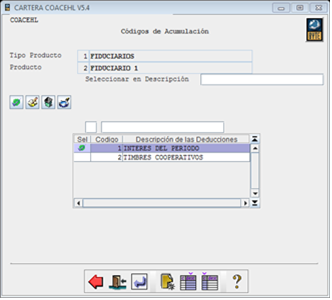 CARTERA COACEHL V5.4
COACEHL
Códigos de Acumulación
BYTE
Tipo Producto 1 FIDUCIARIOS
Producto 2 FIDUCIARIO 1
Seleccionar en Descripción
Sel Codigo Descripción de las Deducciones
1 INTERES DEL PERIODO
2 TIMBRES COOPERATIVOS
?